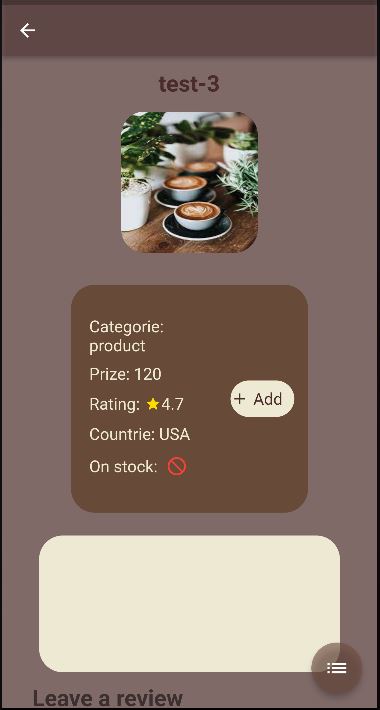 test-3
Categorie:
product
Prize: 120
Rating: ⭐4.7
Countrie: USA
On stock: 🚫
+ Add
Leave a review